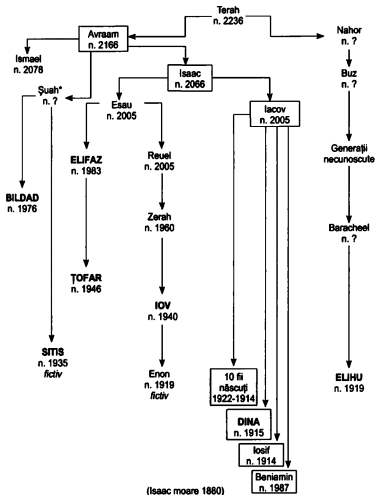 Terah
n. 2236
Avraam
n. 2166
Nahor
n. ?
Ismael
n. 2078
Isaac
n. 2066
Buz
n. ?
Șuah*
n. ?
Esau
n. 2005
Iacov
n. 2005
ELIFAZ
n. 1983
Reuel
n. 2005
Generații
necunoscute
BILDAD
n. 1976
Zerah
n. 1960
Baracheel
n. ?
ȚOFAR
n. 1946
IOV
n. 1940
SITIS
n. 1935
fictiv
Enon
n. 1919
fictiv
10 fii
născuți
1922-1914
ELIHU
n. 1919
DINA
n. 1915
Iosif
n. 1914
Beniamin
n. 1987
(Isaac moare 1860)